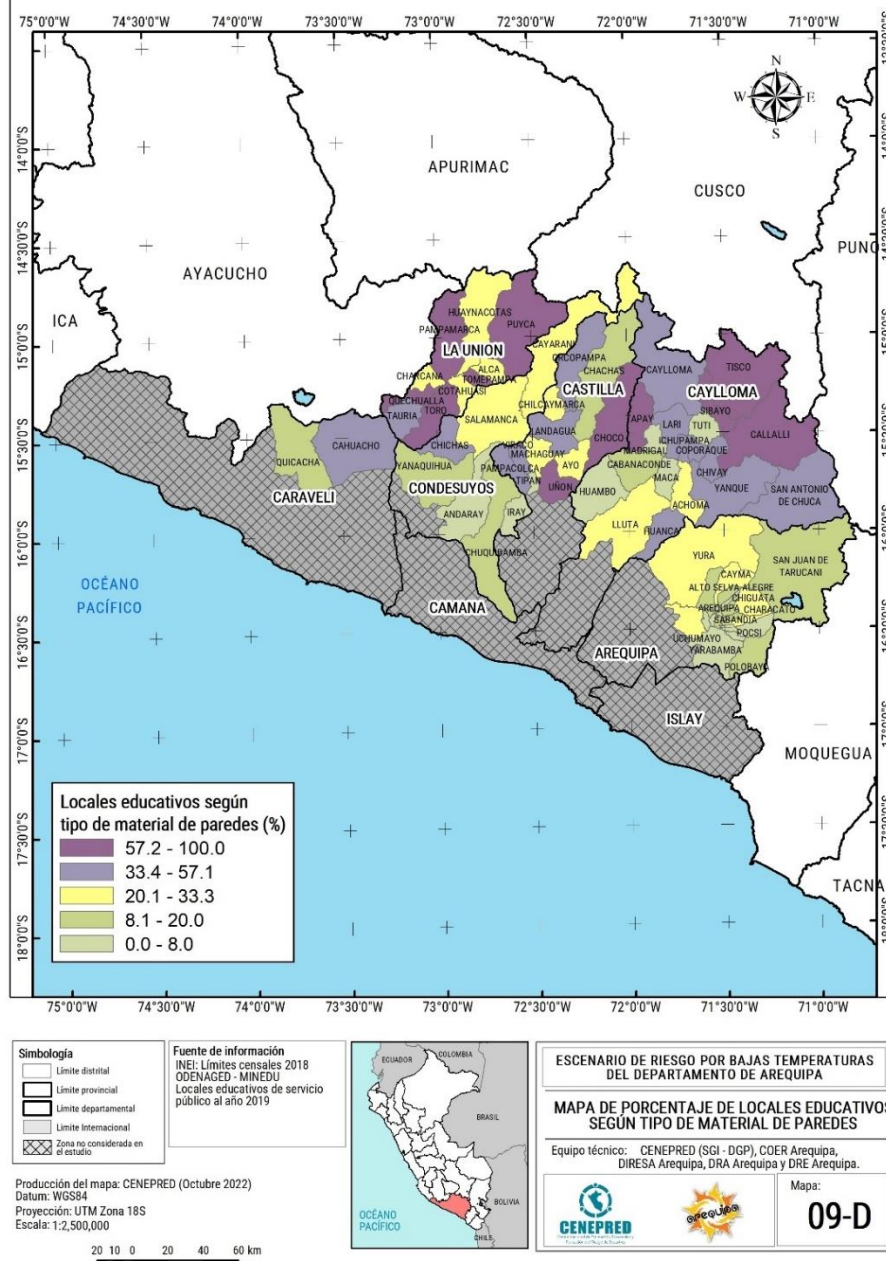 75°0'0"W
74°30'0"W
74°0'0"W
73°30'0"W
73°0'0"W
72°30'0"W
72°0'0"W
71°30'0"W
71°0'0"W
14°0'0"S
14°30'0"S
15°0'0"S
15°30'0"S
16°0'0"S
16°30'0"S
17°0'0"S
17°30'0"S
18°0'0"S
N
W
E
S
APURIMAC
CUSCO
PUNO
AYACUCHO
ICA
HUAYNACOTAS
PAMPAMARCA
PUYCA
LA UNION
CAYARANI
ORCOPAMPA
CHACHAS
CHARCANA
ALCA
TOMEPAMPA
COTAHUASI
QUECHUALLA
TORO
TAURIA
CASTILLA
CHILCAYMARCA
SALAMANCA
CAYLLOMA
TISCO
CAYLLOMA
SIBAYO
TAPAY
LARI
TUTI
CALLALLI
ICHUPAMPA
COPORAQUE
MADRIGAL
CHOCO
ANDAGUA
CHICHAS
VIRACO
MACHAGUAY
CAHUACHO
QUICACHA
CARAVELI
YANAQUIHUA
CONDESUYOS
PAMPACOLCA
TIPAN
AYO
UÑON
CABANACONDE
HUAMBO
MACA
CHIVAY
YANQUE
SAN ANTONIO
DE CHUCA
ACHOMA
ANDARAY
IRAY
LLUTA
HUANCA
CHUQUIBAMBA
YURA
SAN JUAN DE
TARUCANI
CAYMA
ALTO SELVA ALEGRE
CHIGUATA
AREQUIPA
CHARACATO
SABANDIA
POCSI
UCHUMAYO
YARABAMBA
POLOBAYA
CAMANA
AREQUIPA
ISLAY
OCÉANO
PACÍFICO
MOQUEGUA
TACNA
Locales educativos según
tipo de material de paredes (%)
57.2 - 100.0
33.4 - 57.1
20.1 - 33.3
8.1 - 20.0
0.0 - 8.0
75°0'0"W
74°30'0"W
74°0'0"W
73°30'0"W
73°0'0"W
72°30'0"W
72°0'0"W
71°30'0"W
71°0'0"W
Simbología
Límite distrital
Límite provincial
Límite departamental
Límite Internacional
Zona no considerada en
el estudio
Fuente de información
INEI: Límites censales 2018
ODENAGED - MINEDU
Locales educativos de servicio
público al año 2019
Producción del mapa: CENEPRED (Octubre 2022)
Datum: WGS84
Proyección: UTM Zona 18S
Escala: 1:2,500,000
20 10 0 20 40 60 km
ECUADOR
COLOMBIA
BRASIL
BOLIVIA
CHILE
OCÉANO
PACÍFICO
ESCENARIO DE RIESGO POR BAJAS TEMPERATURAS
DEL DEPARTAMENTO DE AREQUIPA
MAPA DE PORCENTAJE DE LOCALES EDUCATIVOS
SEGÚN TIPO DE MATERIAL DE PAREDES
Equipo técnico: CENEPRED (SGI - DGP), COER Arequipa,
DIRESA Arequipa, DRA Arequipa y DRE Arequipa.
CENEPRED
arequipa
Mapa:
09-D